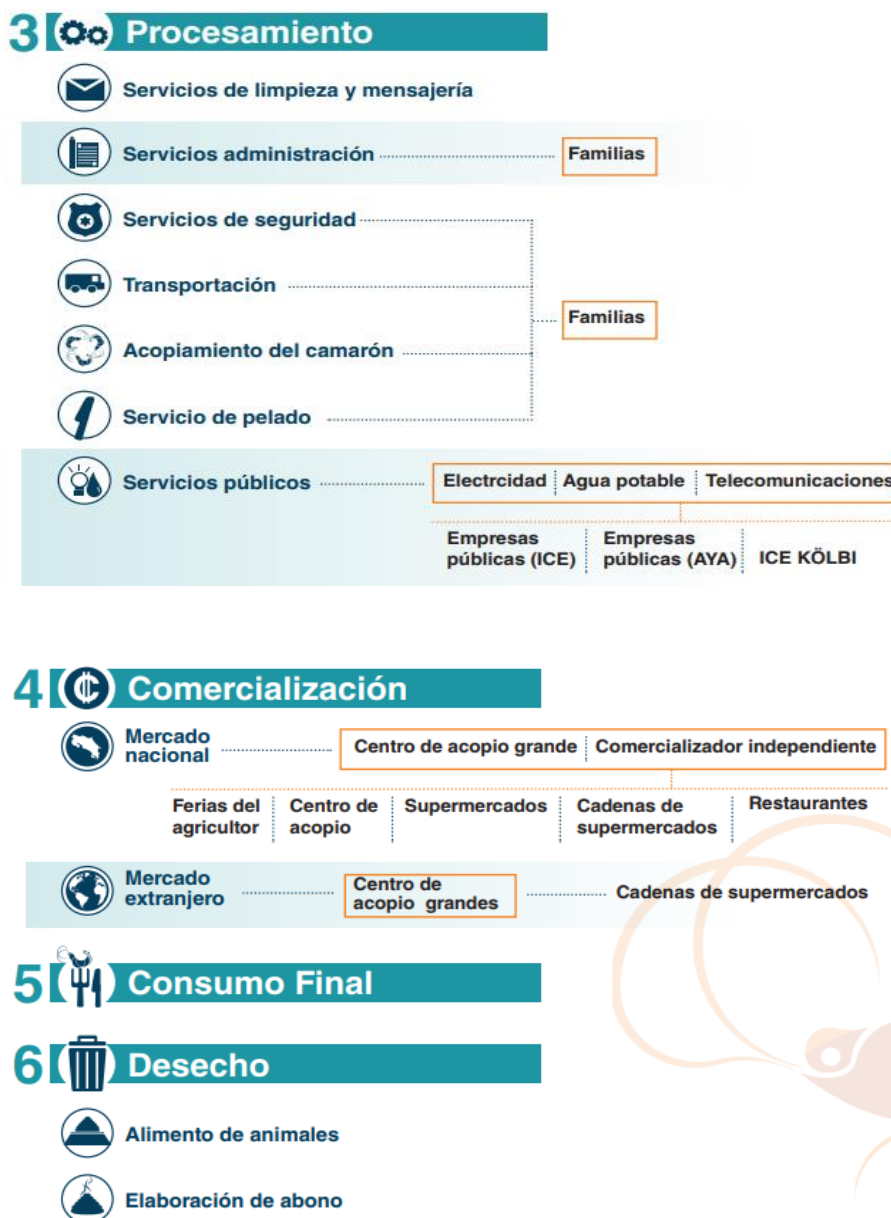 3 Procesamiento
Servicios de limpieza y mensajería
Servicios administración Familias
Servicios de seguridad
Transportación
Familias
Acopiamiento del camarón
Servicio de pelado
Servicios públicos Electrcidad Agua potable Telecomunicaciones
Empresas públicas (ICE) Empresas públicas (AYA) ICE KÖLBI
4 Comercialización
Mercado nacional Centro de acopio grande Comercializador independiente
Ferias del agricultor Centro de acopio Supermercados Cadenas de supermercados Restaurantes
Mercado extranjero Centro de acopio grandes Cadenas de supermercados
5 Consumo Final
6 Desecho
Alimento de animales
Elaboración de abono